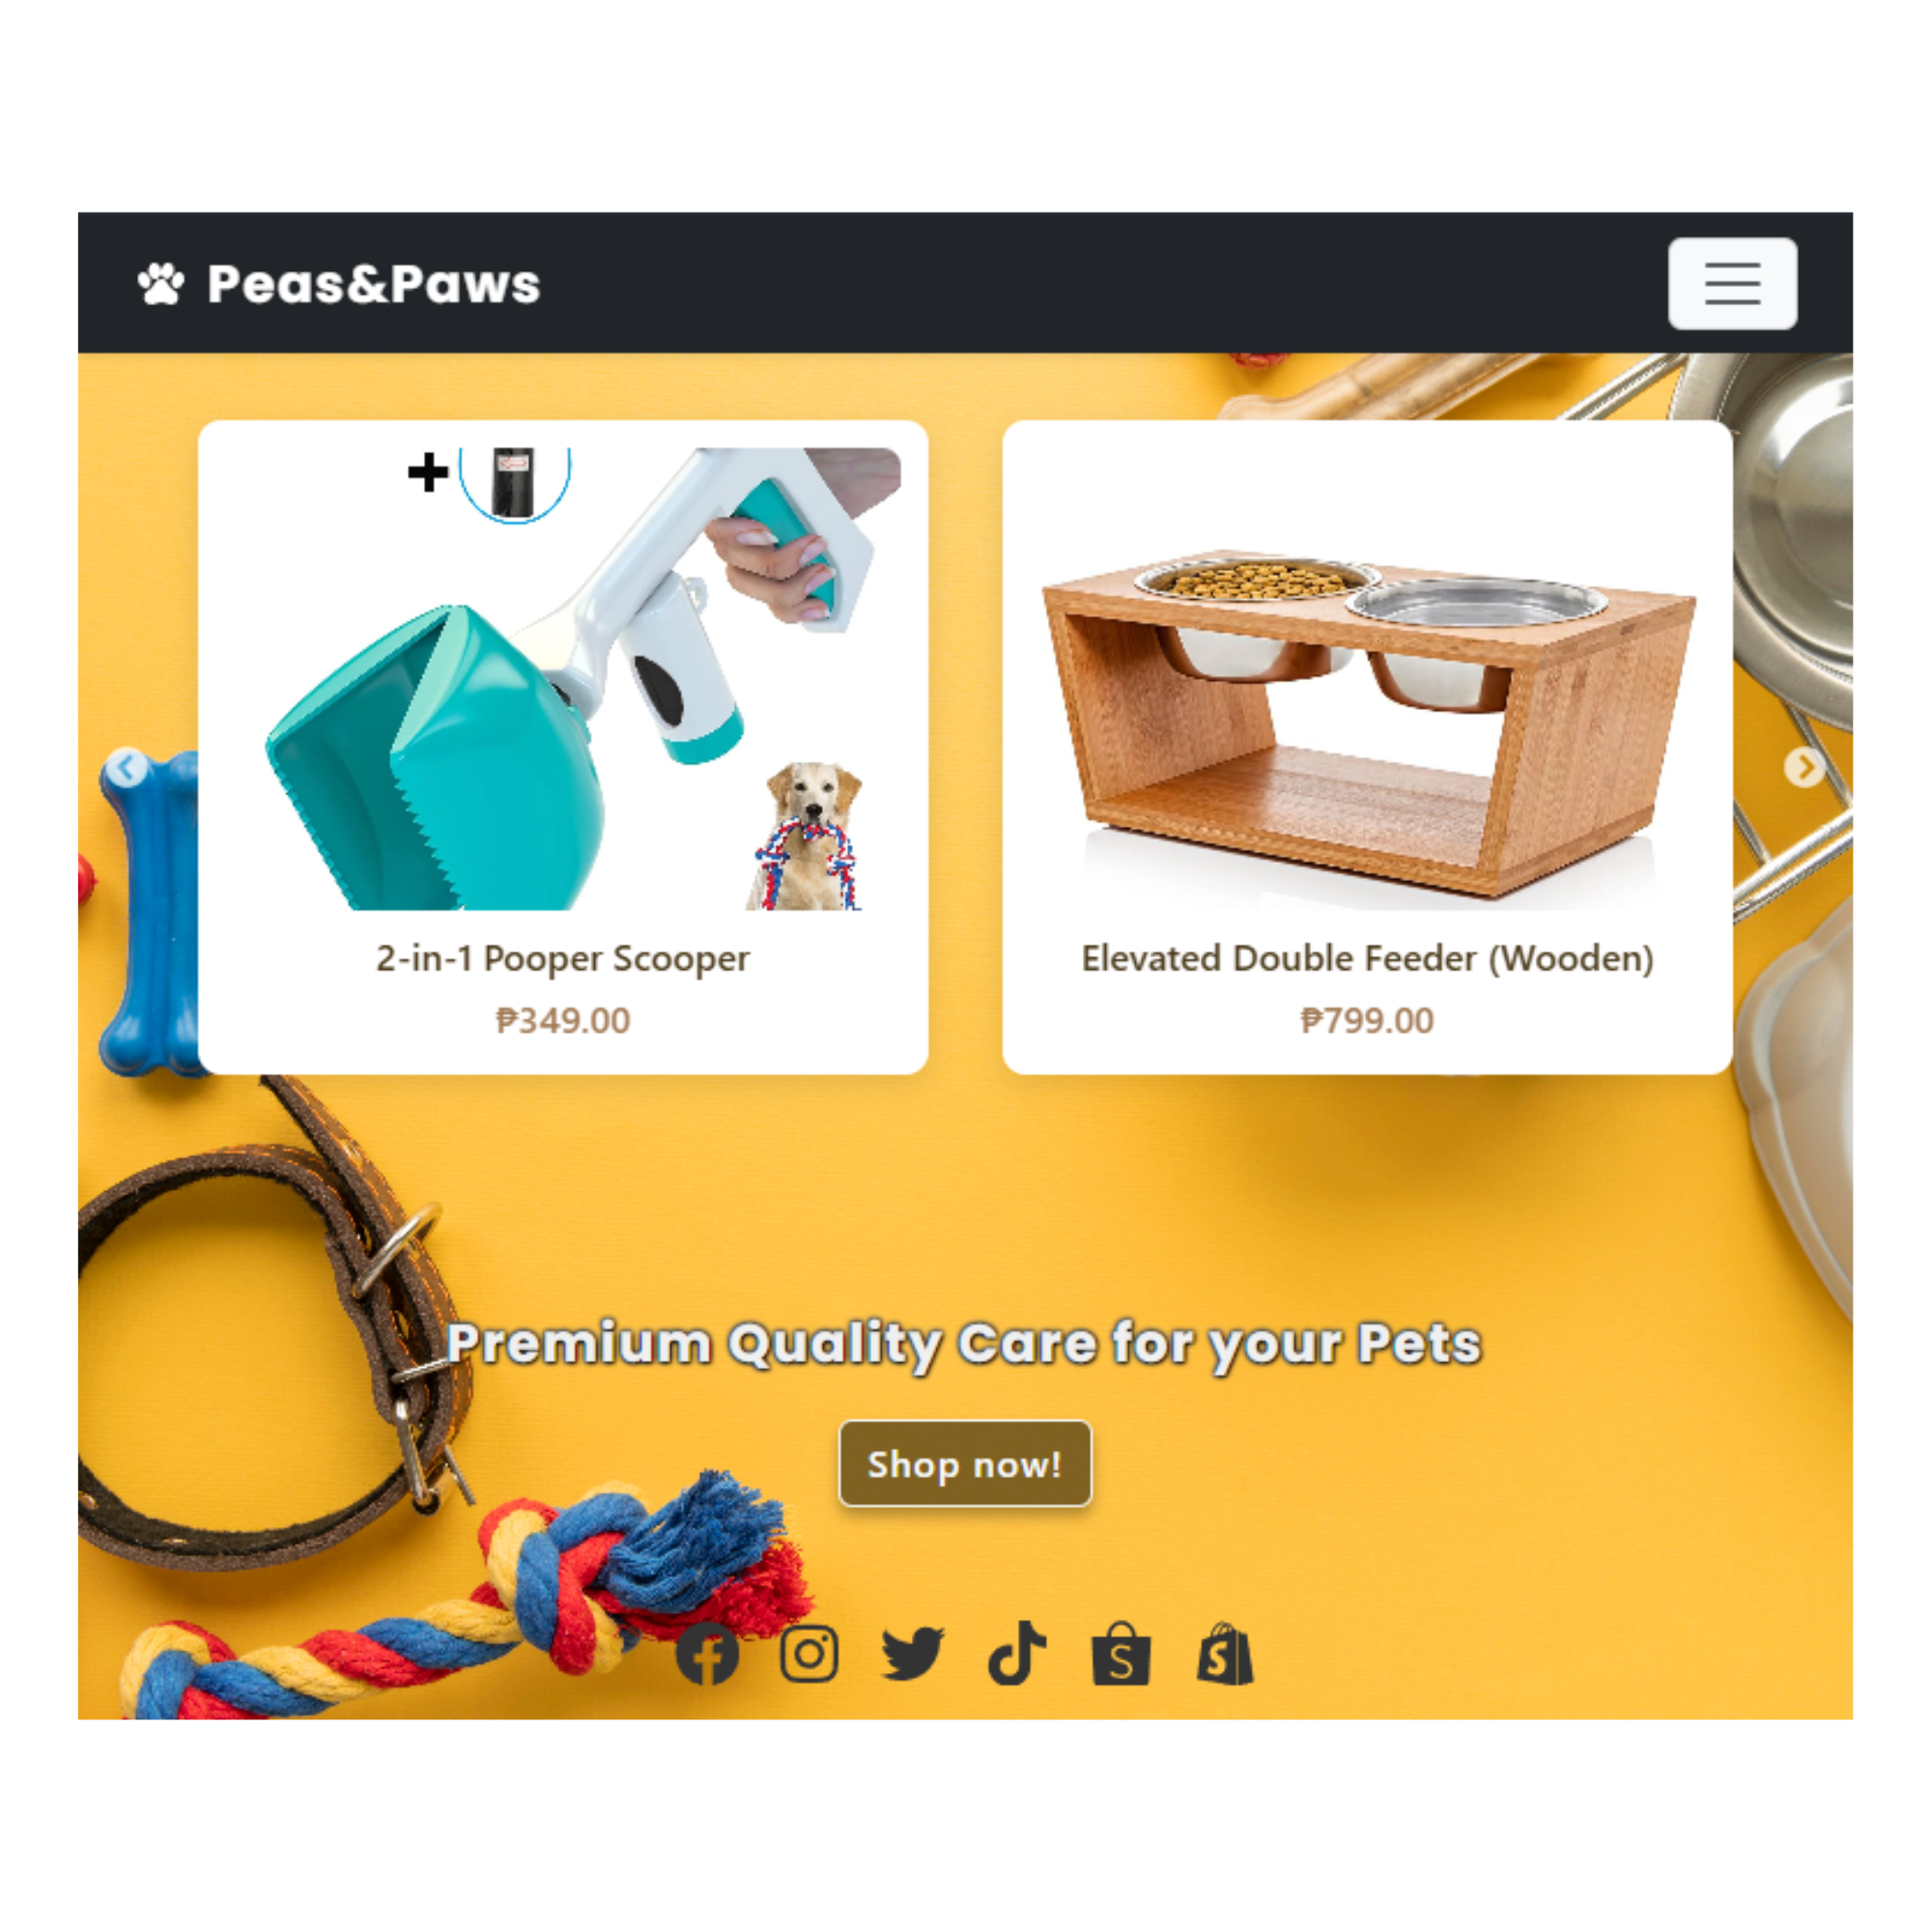 Peas&Paws
+
2-in-1 Pooper Scooper
₱349.00
Elevated Double Feeder (Wooden)
₱799.00
Premium Quality Care for your Pets
Shop now!